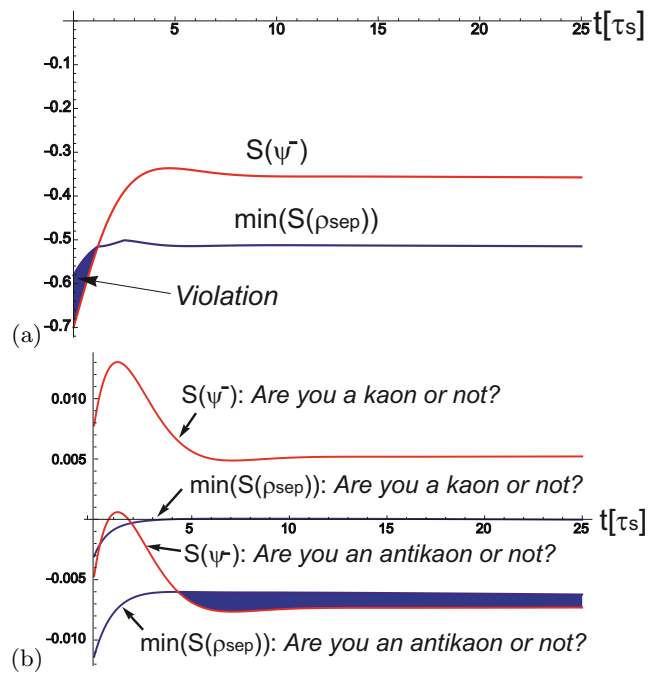 5 10 15 20 25 t[τs]
-0.1
-0.2
-0.3
S(ψ-)
-0.4
min(S(ρsep))
-0.5
-0.6
Violation
(a) -0.7
0.010
S(ψ-): Are you a kaon or not?
0.005
min(S(ρsep)): Are you a kaon or not?
5 10 15 20 25 t[τs]
S(ψ-): Are you an antikaon or not?
-0.005
-0.010
min(S(ρsep)): Are you an antikaon or not?
(b)